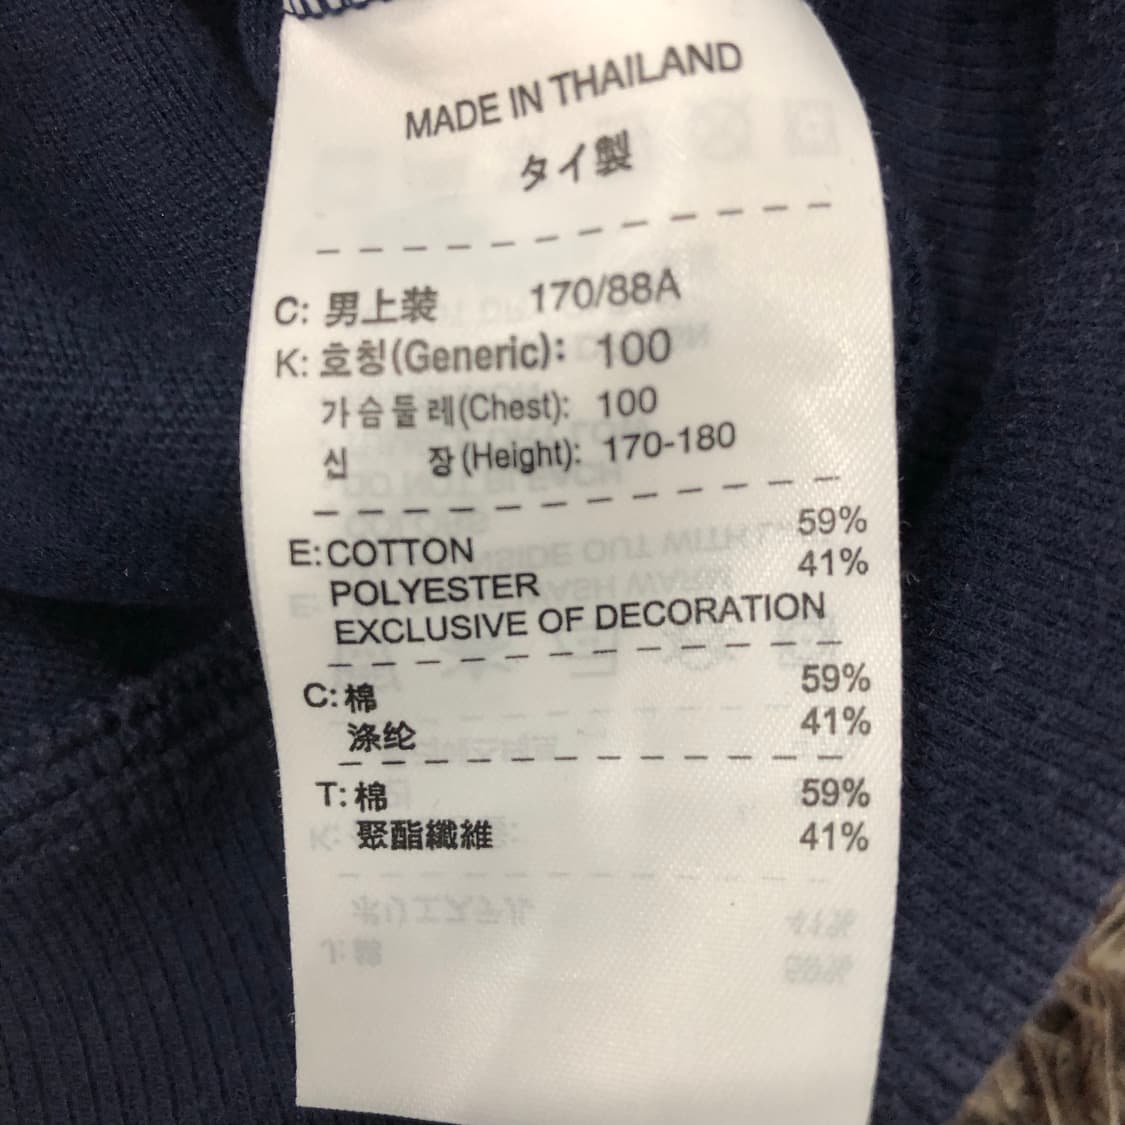 MADE IN THAILAND
タイ製
C: 男上装 170/88A
K: 호칭(Generic): 100
가슴둘레(Chest): 100
신 장(Height): 170-180
E: COTTON 59%
POLYESTER 41%
EXCLUSIVE OF DECORATION
C: 棉 59%
涤纶 41%
T: 棉 59%
聚酯纖維 41%